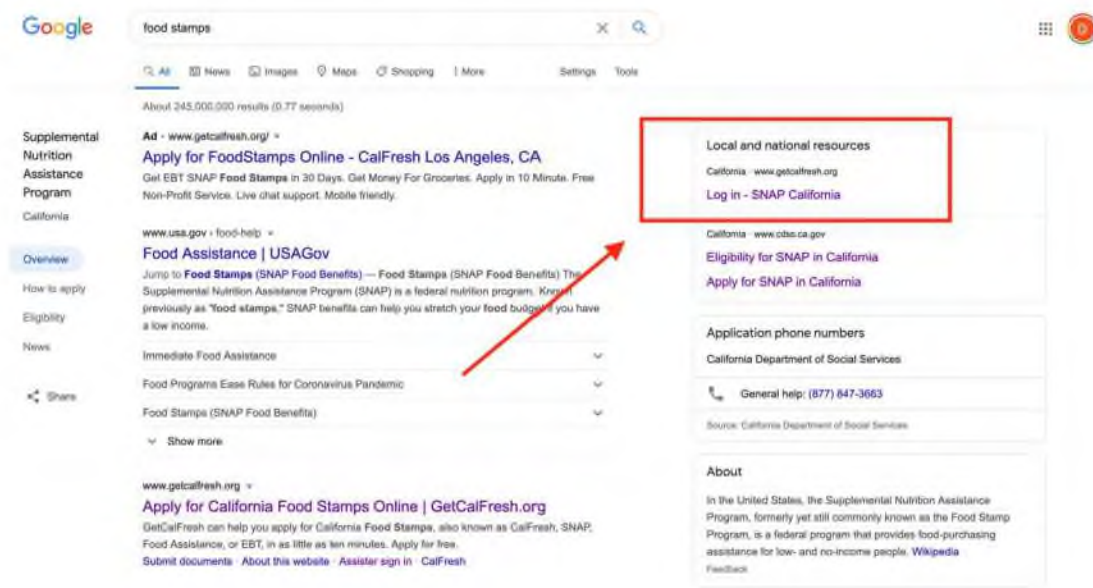 Google
food stamps
All News Images Maps Shopping More Settings Tools
About 245,000,000 results (0.77 seconds)
Supplemental
Nutrition
Assistance
Program
California
Overview
How to apply
Eligibility
News
Share
Ad · www.getcalfresh.org/
Apply for FoodStamps Online - CalFresh Los Angeles, CA
Get EBT SNAP Food Stamps in 30 Days. Get Money For Groceries. Apply in 10 Minute. Free
Non-Profit Service. Live chat support. Mobile friendly.
www.usa.gov › food-help
Food Assistance | USAGov
Jump to Food Stamps (SNAP Food Benefits) — Food Stamps (SNAP Food Benefits) The
Supplemental Nutrition Assistance Program (SNAP) is a federal nutrition program. Known
previously as "food stamps," SNAP benefits can help you stretch your food budget if you have
a low income.
Immediate Food Assistance
Food Programs Ease Rules for Coronavirus Pandemic
Food Stamps (SNAP Food Benefits)
Show more
www.getcalfresh.org
Apply for California Food Stamps Online | GetCalFresh.org
GetCalFresh can help you apply for California Food Stamps, also known as CalFresh, SNAP,
Food Assistance, or EBT, in as little as ten minutes. Apply for free.
Submit documents · About this website · Assister sign in · CalFresh
Local and national resources
California · www.getcalfresh.org
Log in - SNAP California
California · www.cdss.ca.gov
Eligibility for SNAP in California
Apply for SNAP in California
Application phone numbers
California Department of Social Services
General help: (877) 847-3663
Source: California Department of Social Services
About
In the United States, the Supplemental Nutrition Assistance
Program, formerly yet still commonly known as the Food Stamp
Program, is a federal program that provides food-purchasing
assistance for low- and no-income people. Wikipedia
Feedback
D